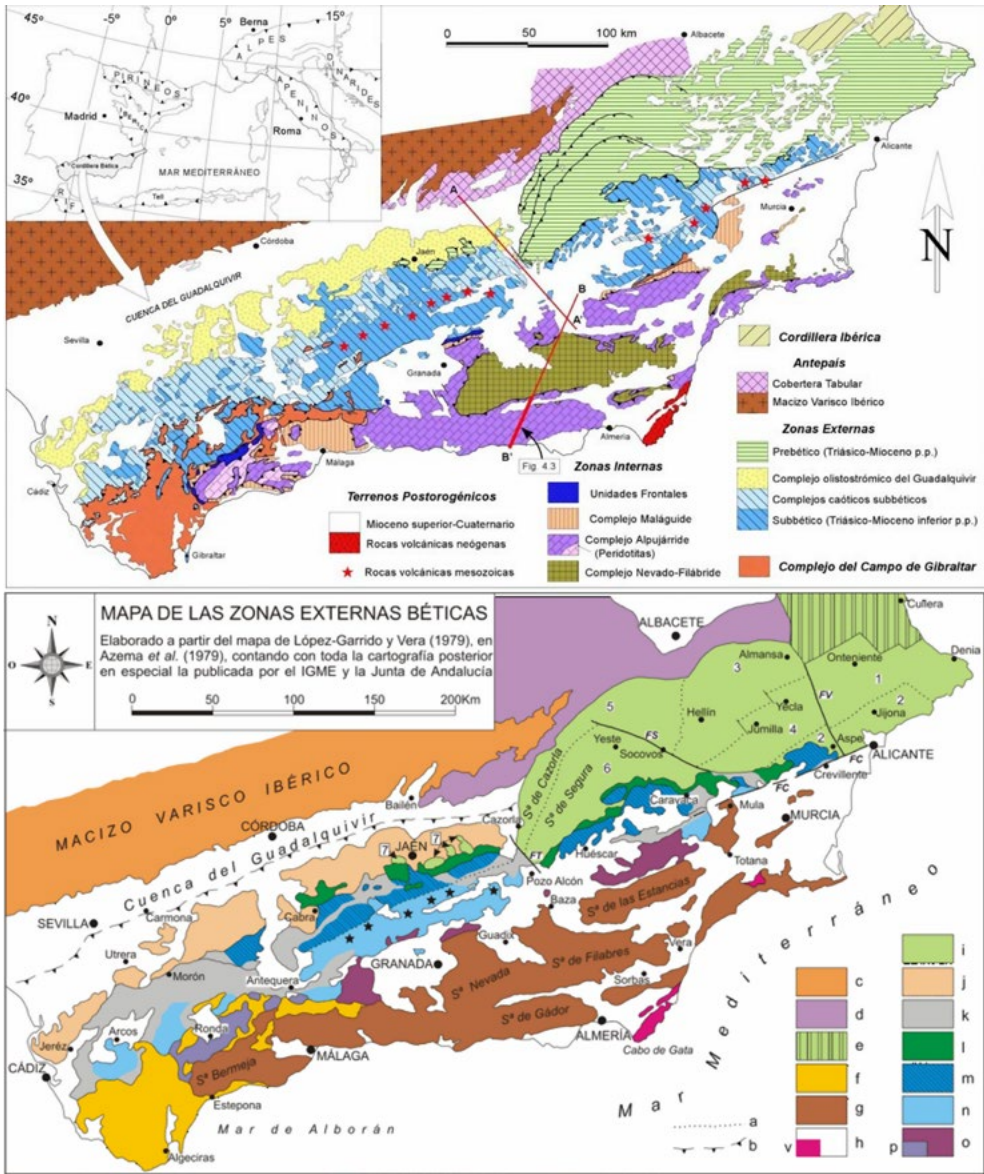 45º
-5º
-0º
5º
10º
15º
Berna
ALPES
DINARIDES
PIRINEOS
APENINOS
40º
IBÉRICA
Madrid
Roma
Cordillera Bética
MAR MEDITERRÁNEO
35º
RIF
Tell
0 50 100 km
Albacete
Alicante
Murcia
A
B
A'
B'
Fig. 4.3
Jaén
Córdoba
CUENCA DEL GUADALQUIVIR
Sevilla
Granada
Almería
Málaga
Cádiz
Gibraltar
N
Cordillera Ibérica
Antepaís
Cobertera Tabular
Macizo Varisco Ibérico
Zonas Externas
Prebético (Triásico-Mioceno p.p.)
Complejo olistostrómico del Guadalquivir
Complejos caóticos subbéticos
Subbético (Triásico-Mioceno inferior p.p.)
Complejo del Campo de Gibraltar
Zonas Internas
Unidades Frontales
Complejo Maláguide
Complejo Alpujárride
(Peridotitas)
Complejo Nevado-Filábride
Terrenos Postorogénicos
Mioceno superior-Cuaternario
Rocas volcánicas neógenas
Rocas volcánicas mesozoicas
N
O
E
S
MAPA DE LAS ZONAS EXTERNAS BÉTICAS
Elaborado a partir del mapa de López-Garrido y Vera (1979), en
Azema et al. (1979), contando con toda la cartografía posterior
en especial la publicada por el IGME y la Junta de Andalucía
0 50 100 150 200Km
Cullera
ALBACETE
Almansa
Onteniente
Denia
3
1
5
Hellín
Yecla
FV
2
Jijona
Jumilla
4
2
Aspe
ALICANTE
Yeste
FS
Socovos
6
FC
Crevillente
Sª de Cazorla
Sª de Segura
MACIZO VARISCO IBÉRICO
Bailén
Caravaca
FC
Mula
MURCIA
CÓRDOBA
Cazorla
7
JAÉN
7
Cuenca del Guadalquivir
FT
Huéscar
Totana
Pozo Alcón
SEVILLA
Carmona
Cabra
Baza
Sª de las Estancias
Utrera
Guadix
Sª de Filabres
Vera
Morón
Antequera
GRANADA
Sª Nevada
Sorbas
Arcos
Ronda
Sª de Gádor
ALMERÍA
Jeréz
CÁDIZ
Sª Bermeja
MÁLAGA
Cabo de Gata
Estepona
Mar de Alborán
Algeciras
Mar Mediterráneo
a
b
c
d
e
f
g
v
h
i
j
k
l
m
n
p
o